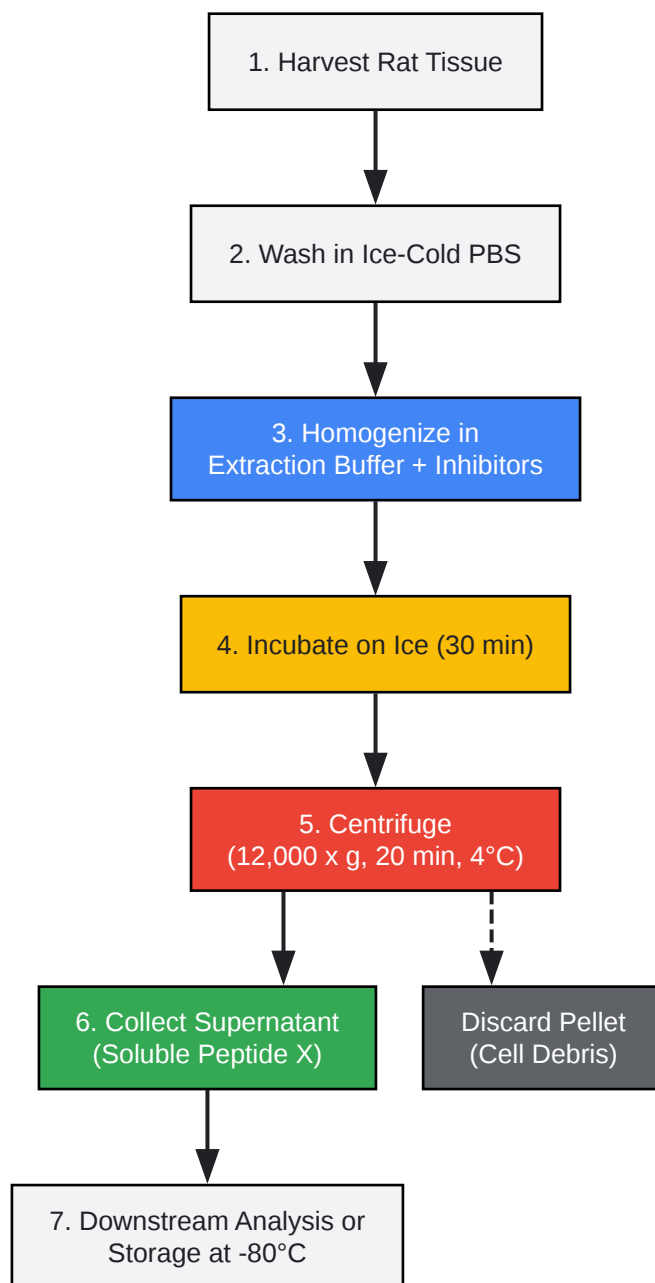 1. Harvest Rat Tissue
2. Wash in Ice-Cold PBS
3. Homogenize in
Extraction Buffer + Inhibitors
4. Incubate on Ice (30 min)
5. Centrifuge
(12,000 x g, 20 min, 4°C)
6. Collect Supernatant
(Soluble Peptide X)
Discard Pellet
(Cell Debris)
7. Downstream Analysis or
Storage at -80°C